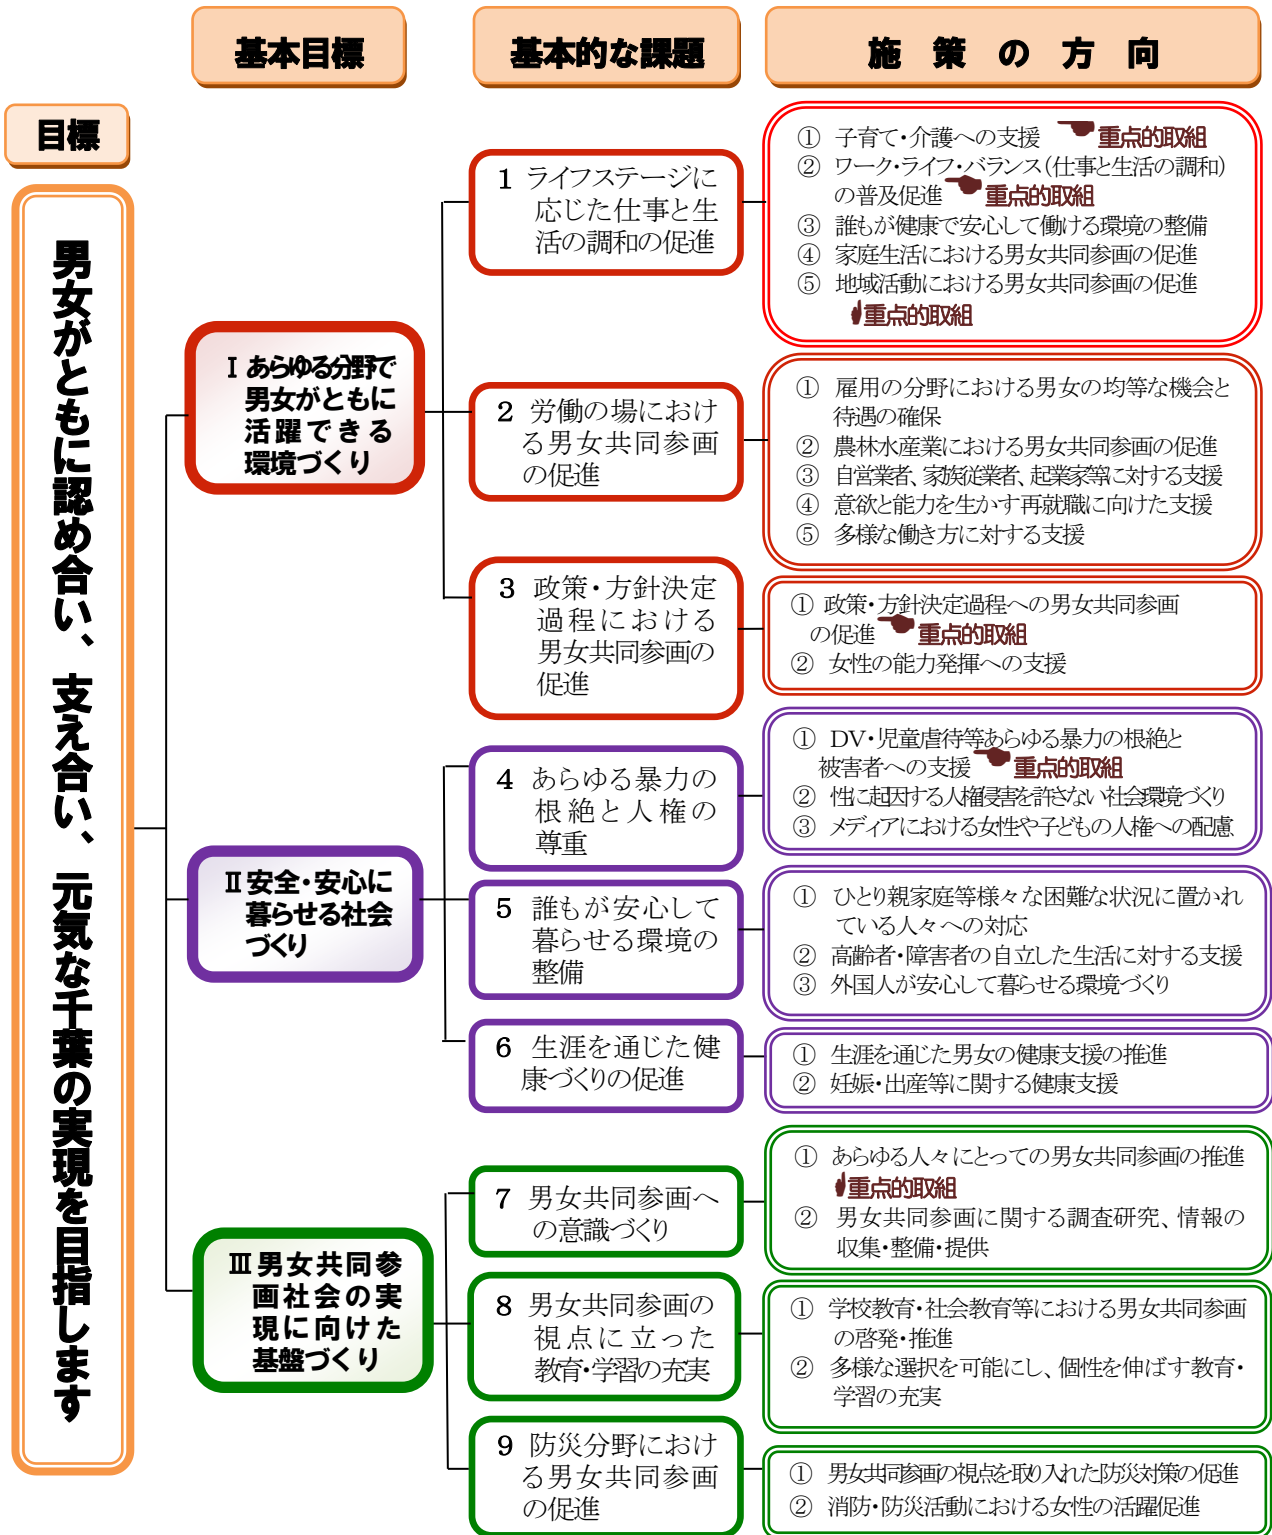 基本目標
基本的な課題
施策の方向
目標
男女がともに認め合い、支え合い、元気な千葉の実現を目指します
Ⅰ あらゆる分野で
男女がともに
活躍できる
環境づくり
1 ライフステージに
応じた仕事と生
活の調和の促進
① 子育て・介護への支援 重点的取組
② ワーク・ライフ・バランス(仕事と生活の調和)
の普及促進 重点的取組
③ 誰もが健康で安心して働ける環境の整備
④ 家庭生活における男女共同参画の促進
⑤ 地域活動における男女共同参画の促進
重点的取組
2 労働の場におけ
る男女共同参画
の促進
① 雇用の分野における男女の均等な機会と
待遇の確保
② 農林水産業における男女共同参画の促進
③ 自営業者、家族従業者、起業家等に対する支援
④ 意欲と能力を生かす再就職に向けた支援
⑤ 多様な働き方に対する支援
3 政策・方針決定
過程における
男女共同参画の
促進
① 政策・方針決定過程への男女共同参画
の促進 重点的取組
② 女性の能力発揮への支援
Ⅱ 安全・安心に
暮らせる社会
づくり
4 あらゆる暴力の
根絶と人権の
尊重
① DV・児童虐待等あらゆる暴力の根絶と
被害者への支援 重点的取組
② 性に起因する人権侵害を許さない社会環境づくり
③ メディアにおける女性や子どもの人権への配慮
5 誰もが安心して
暮らせる環境の
整備
① ひとり親家庭等様々な困難な状況に置かれ
ている人々への対応
② 高齢者・障害者の自立した生活に対する支援
③ 外国人が安心して暮らせる環境づくり
6 生涯を通じた健
康づくりの促進
① 生涯を通じた男女の健康支援の推進
② 妊娠・出産等に関する健康支援
Ⅲ 男女共同参
画社会の実
現に向けた
基盤づくり
7 男女共同参画へ
の意識づくり
① あらゆる人々にとっての男女共同参画の推進
重点的取組
② 男女共同参画に関する調査研究、情報の
収集・整備・提供
8 男女共同参画の
視点に立った
教育・学習の充実
① 学校教育・社会教育等における男女共同参画
の啓発・推進
② 多様な選択を可能にし、個性を伸ばす教育・
学習の充実
9 防災分野におけ
る男女共同参画
の促進
① 男女共同参画の視点を取り入れた防災対策の促進
② 消防・防災活動における女性の活躍促進